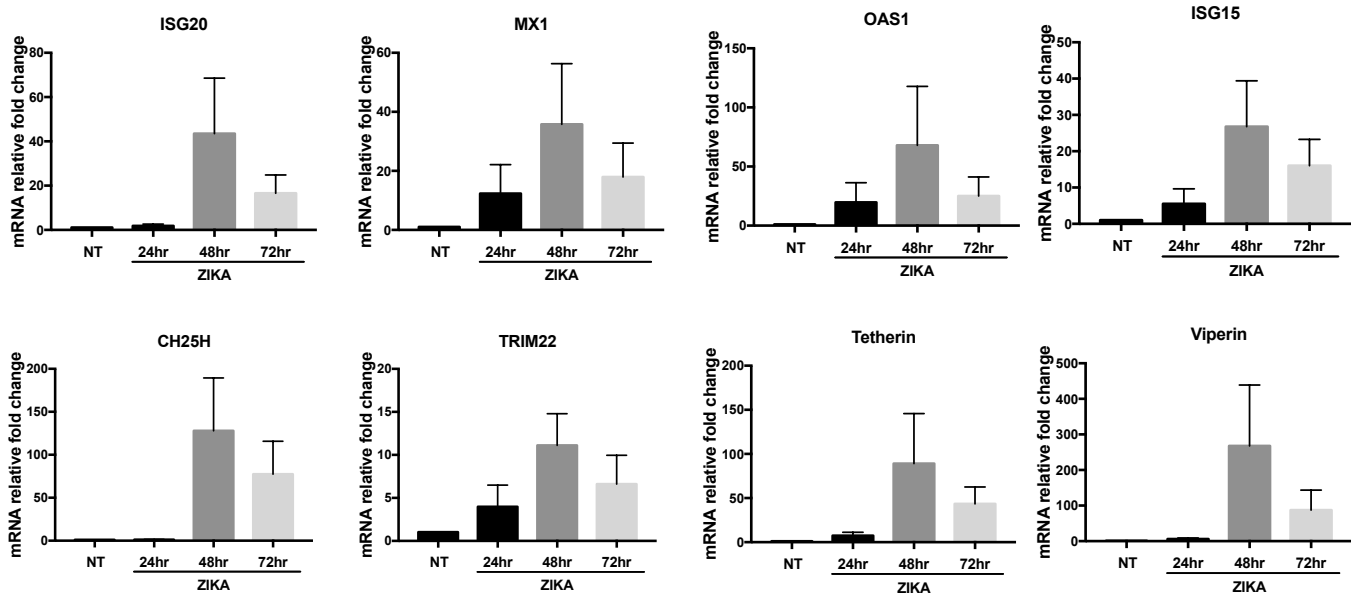 ISG20
mRNA relative fold change
80
60
40
20
0
NT 24hr 48hr 72hr
ZIKA
MX1
mRNA relative fold change
60
40
20
0
NT 24hr 48hr 72hr
ZIKA
OAS1
mRNA relative fold change
150
100
50
0
NT 24hr 48hr 72hr
ZIKA
ISG15
mRNA relative fold change
50
40
30
20
10
0
NT 24hr 48hr 72hr
ZIKA
CH25H
mRNA relative fold change
200
150
100
50
0
NT 24hr 48hr 72hr
ZIKA
TRIM22
mRNA relative fold change
20
15
10
5
0
NT 24hr 48hr 72hr
ZIKA
Tetherin
mRNA relative fold change
200
150
100
50
0
NT 24hr 48hr 72hr
ZIKA
Viperin
mRNA relative fold change
500
400
300
200
100
0
NT 24hr 48hr 72hr
ZIKA